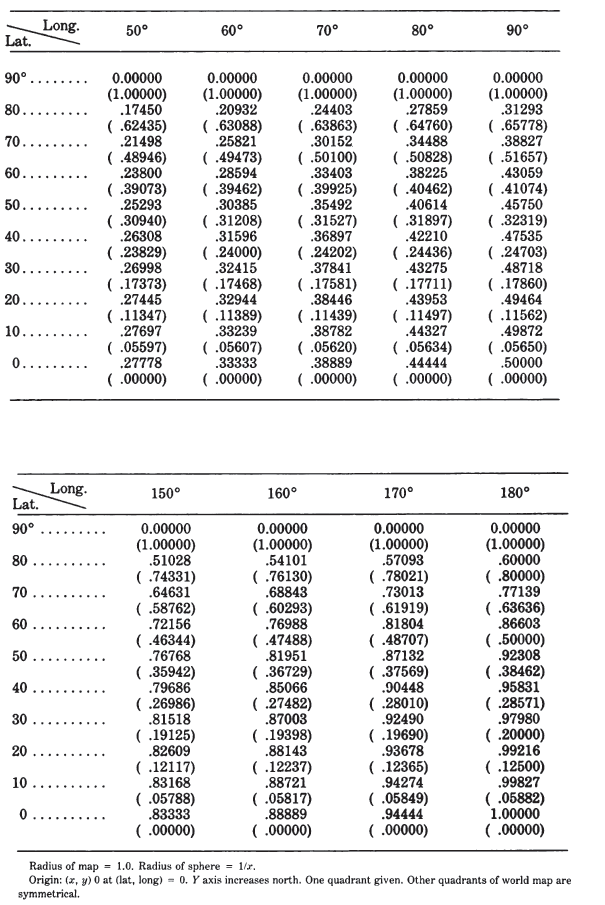 Long. 50° 60° 70° 80° 90°
Lat.
90° ........ 0.00000 0.00000 0.00000 0.00000 0.00000
(1.00000) (1.00000) (1.00000) (1.00000) (1.00000)
80 ......... .17450 .20932 .24403 .27859 .31293
( .62435) ( .63088) ( .63863) ( .64760) ( .65778)
70 ......... .21498 .25821 .30152 .34488 .38827
( .48946) ( .49473) ( .50100) ( .50828) ( .51657)
60 ......... .23800 .28594 .33403 .38225 .43059
( .39073) ( .39462) ( .39925) ( .40462) ( .41074)
50 ......... .25293 .30385 .35492 .40614 .45750
( .30940) ( .31208) ( .31527) ( .31897) ( .32319)
40 ......... .26308 .31596 .36897 .42210 .47535
( .23829) ( .24000) ( .24202) ( .24436) ( .24703)
30 ......... .26998 .32415 .37841 .43275 .48718
( .17373) ( .17468) ( .17581) ( .17711) ( .17860)
20 ......... .27445 .32944 .38446 .43953 .49464
( .11347) ( .11389) ( .11439) ( .11497) ( .11562)
10 ......... .27697 .33239 .38782 .44327 .49872
( .05597) ( .05607) ( .05620) ( .05634) ( .05650)
0 ......... .27778 .33333 .38889 .44444 .50000
( .00000) ( .00000) ( .00000) ( .00000) ( .00000)
Long. 150° 160° 170° 180°
Lat.
90° ......... 0.00000 0.00000 0.00000 0.00000
(1.00000) (1.00000) (1.00000) (1.00000)
80 .......... .51028 .54101 .57093 .60000
( .74331) ( .76130) ( .78021) ( .80000)
70 .......... .64631 .68843 .73013 .77139
( .58762) ( .60293) ( .61919) ( .63636)
60 .......... .72156 .76988 .81804 .86603
( .46344) ( .47488) ( .48707) ( .50000)
50 .......... .76768 .81951 .87132 .92308
( .35942) ( .36729) ( .37569) ( .38462)
40 .......... .79686 .85066 .90448 .95831
( .26986) ( .27482) ( .28010) ( .28571)
30 .......... .81518 .87003 .92490 .97980
( .19125) ( .19398) ( .19690) ( .20000)
20 .......... .82609 .88143 .93678 .99216
( .12117) ( .12237) ( .12365) ( .12500)
10 .......... .83168 .88721 .94274 .99827
( .05788) ( .05817) ( .05849) ( .05882)
0 .......... .83333 .88889 .94444 1.00000
( .00000) ( .00000) ( .00000) ( .00000)
Radius of map = 1.0. Radius of sphere = 1/π.
Origin: (x, y) 0 at (lat, long) = 0. Y axis increases north. One quadrant given. Other quadrants of world map are
symmetrical.